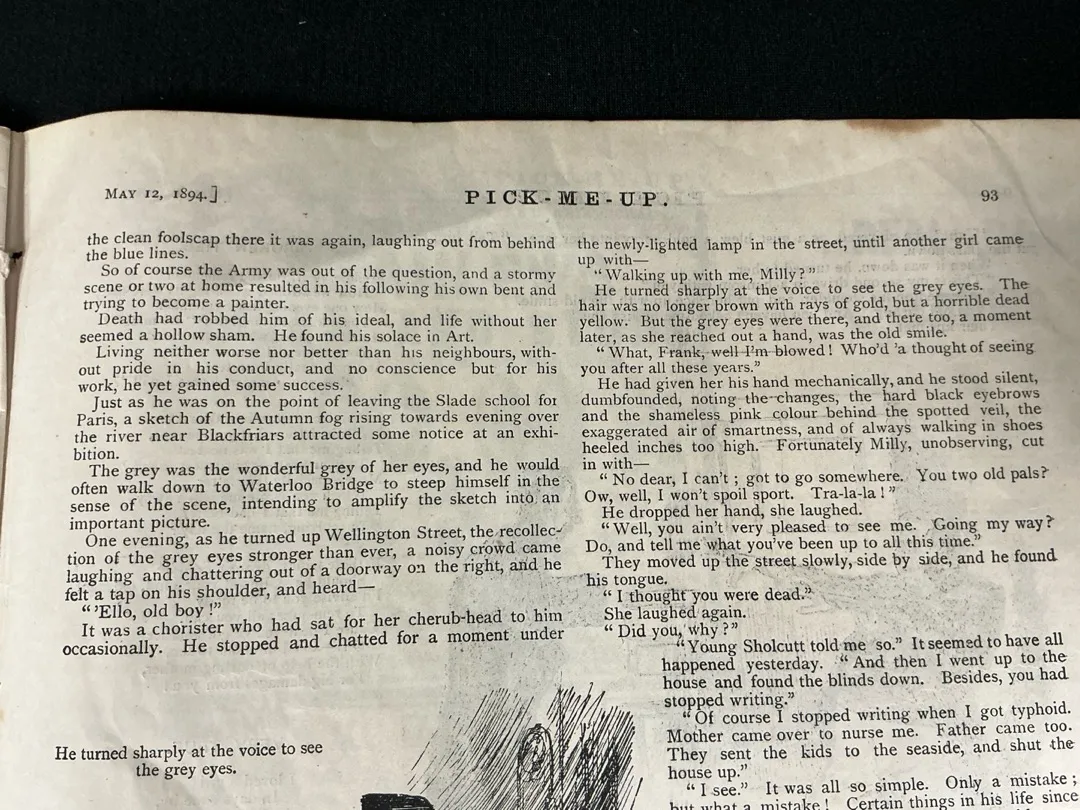 MAY 12, 1894.]
PICK-ME-UP.
93
the clean foolscap there it was again, laughing out from behind
the blue lines.
So of course the Army was out of the question, and a stormy
scene or two at home resulted in his following his own bent and
trying to become a painter.
Death had robbed him of his ideal, and life without her
seemed a hollow sham. He found his solace in Art.
Living neither worse nor better than his neighbours, with-
out pride in his conduct, and no conscience but for his
work, he yet gained some success.
Just as he was on the point of leaving the Slade school for
Paris, a sketch of the Autumn fog rising towards evening over
the river near Blackfriars attracted some notice at an exhi-
bition.
The grey was the wonderful grey of her eyes, and he would
often walk down to Waterloo Bridge to steep himself in the
sense of the scene, intending to amplify the sketch into an
important picture.
One evening, as he turned up Wellington Street, the recollec-
tion of the grey eyes stronger than ever, a noisy crowd came
laughing and chattering out of a doorway on the right, and he
felt a tap on his shoulder, and heard—
"'Ello, old boy!"
It was a chorister who had sat for her cherub-head to him
occasionally. He stopped and chatted for a moment under
He turned sharply at the voice to see
the grey eyes.
the newly-lighted lamp in the street, until another girl came
up with—
"Walking up with me, Milly?"
He turned sharply at the voice to see the grey eyes. The
hair was no longer brown with rays of gold, but a horrible dead
yellow. But the grey eyes were there, and there too, a moment
later, as she reached out a hand, was the old smile.
"What, Frank, well I'm blowed! Who'd 'a thought of seeing
you after all these years."
He had given her his hand mechanically, and he stood silent,
dumbfounded, noting the changes, the hard black eyebrows
and the shameless pink colour behind the spotted veil, the
exaggerated air of smartness, and of always walking in shoes
heeled inches too high. Fortunately Milly, unobserving, cut
in with—
"No dear, I can't; got to go somewhere. You two old pals?
Ow, well, I won't spoil sport. Tra-la-la!"
He dropped her hand, she laughed.
"Well, you ain't very pleased to see me. Going my way?
Do, and tell me what you've been up to all this time."
They moved up the street slowly, side by side, and he found
his tongue.
"I thought you were dead."
She laughed again.
"Did you, why?"
"Young Sholcutt told me so." It seemed to have all
happened yesterday. "And then I went up to the
house and found the blinds down. Besides, you had
stopped writing."
"Of course I stopped writing when I got typhoid.
Mother came over to nurse me. Father came too.
They sent the kids to the seaside, and shut the
house up."
"I see." It was all so simple. Only a mistake;
but what a mistake! Certain things in his life since